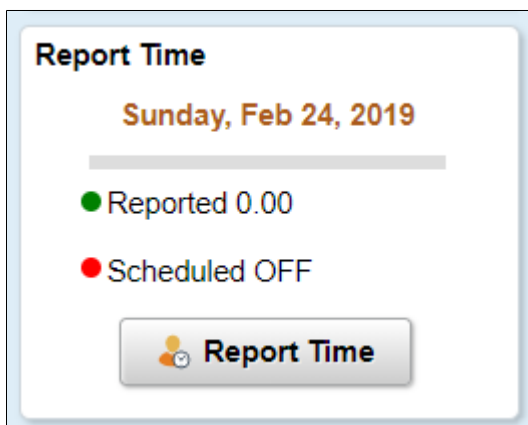 Report Time
Sunday, Feb 24, 2019
Reported 0.00
Scheduled OFF
Report Time